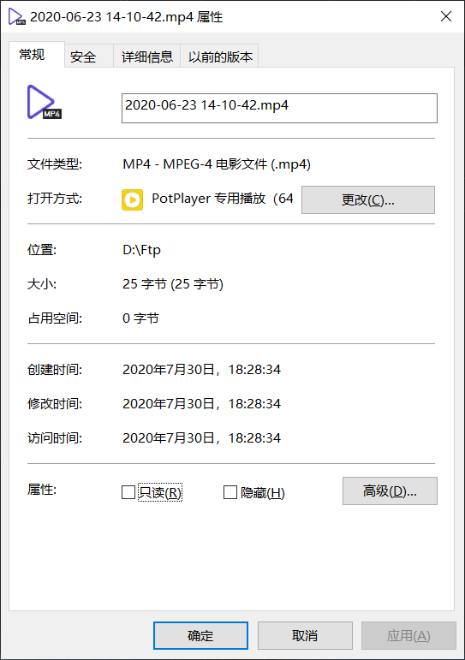 2020-06-23 14-10-42.mp4 属性
常规 安全 详细信息 以前的版本
MP4
2020-06-23 14-10-42.mp4
文件类型: MP4 - MPEG-4 电影文件 (.mp4)
打开方式: PotPlayer 专用播放（64 更改(C)...
位置: D:\Ftp
大小: 25 字节 (25 字节)
占用空间: 0 字节
创建时间: 2020年7月30日，18:28:34
修改时间: 2020年7月30日，18:28:34
访问时间: 2020年7月30日，18:28:34
属性: 只读(R) 隐藏(H) 高级(D)...
确定 取消 应用(A)